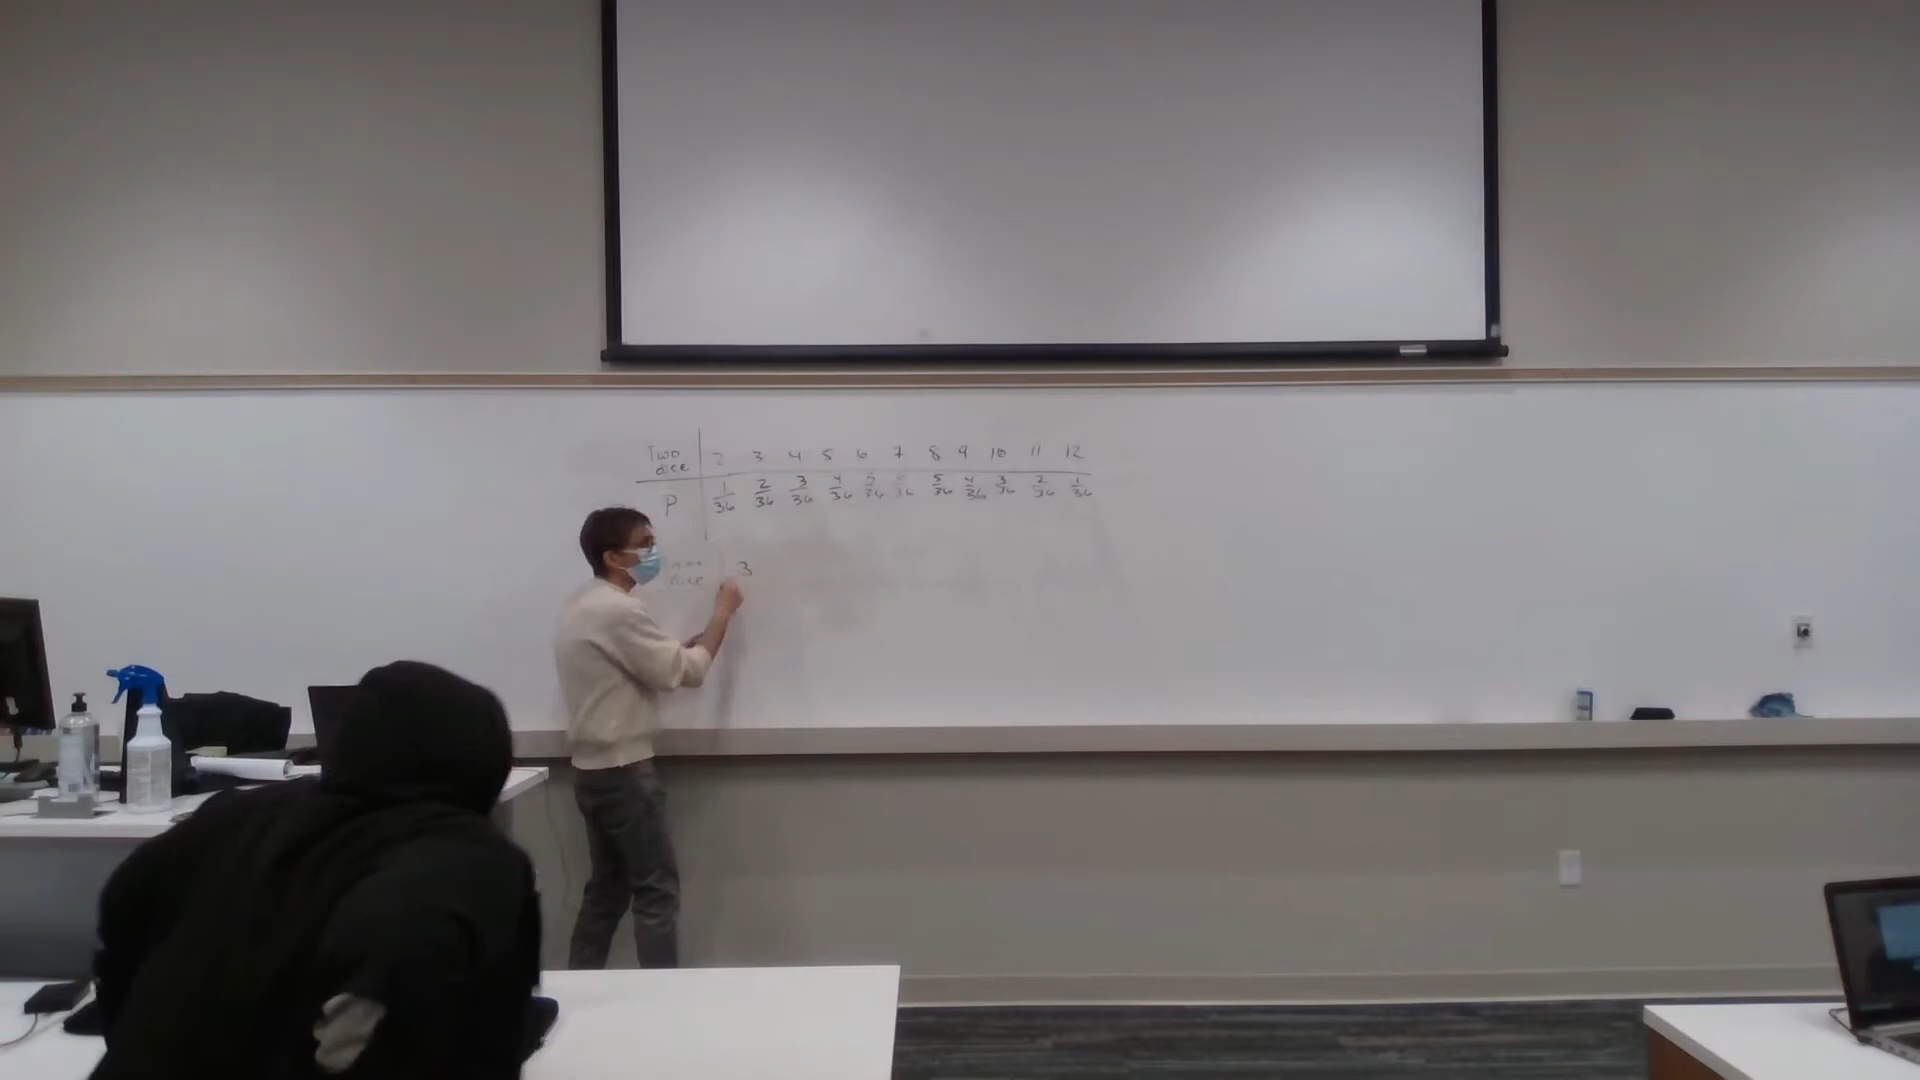 Two 2 3 4 5 6 7 8 9 10 11 12
dice
P 1/36 2/36 3/36 4/36 5/36 6/36 5/36 4/36 3/36 2/36 1/36
3
dice